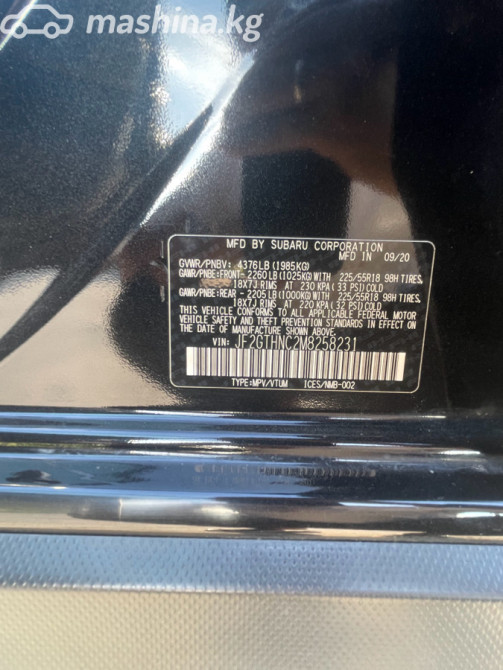 mashina.kg
MFD BY SUBARU CORPORATION
MFD IN 09/20
GVWR/PNBV: 4376LB(1985KG)
GAWR/PNBE:FRONT- 2260LB(1025KG)WITH 225/55R18 98H TIRES,
18X7J RIMS AT 230 KPA(33 PSI)COLD
GAWR/PNBE:REAR - 2205LB(1000KG)WITH 225/55R18 98H TIRES,
18X7J RIMS AT 220 KPA(32 PSI)COLD
THIS VEHICLE CONFORMS TO ALL APPLICABLE FEDERAL MOTOR
VEHICLE SAFETY, BUMPER AND THEFT
PREVENTION STANDARDS IN EFFECT ON THE DATE OF
MANUFACTURE SHOWN ABOVE.
VIN: JF2GTHNC2M8258231
TYPE:MPV/VTUM ICES/NMB-002